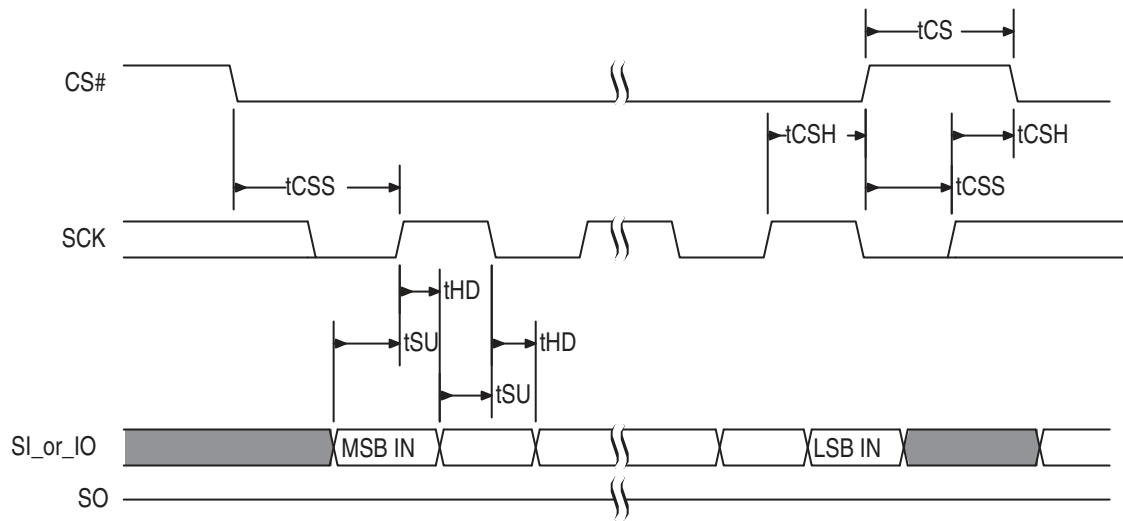 tCS
CS#
tCSH
tCSH
tCSS
tCSS
SCK
tHD
tSU
tHD
tSU
SI_or_IO
MSB IN
LSB IN
SO